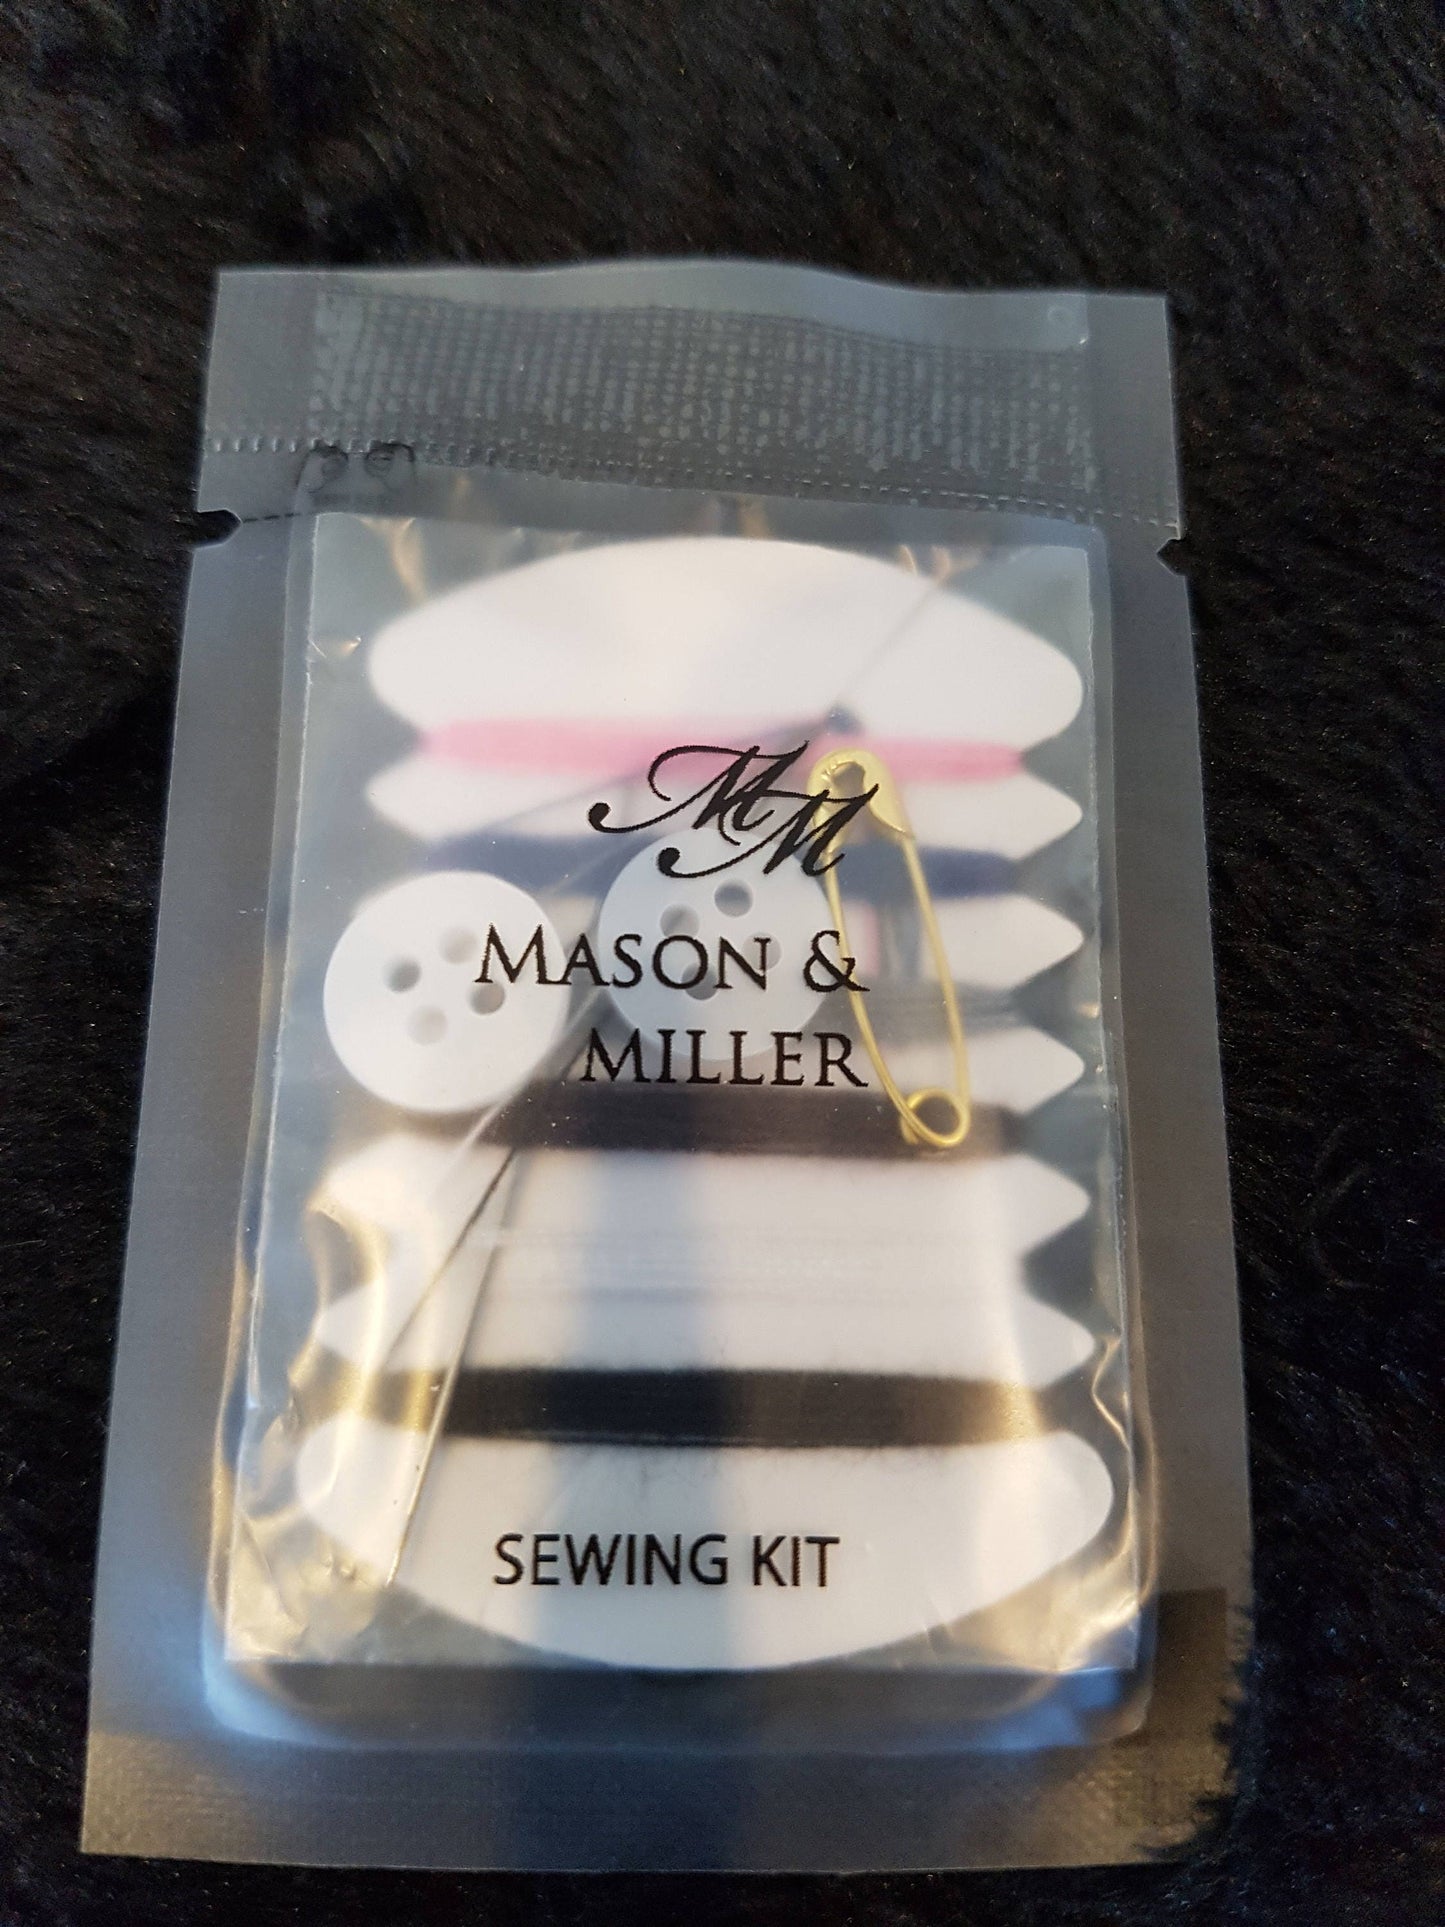 MM
MASON &
MILLER
SEWING KIT